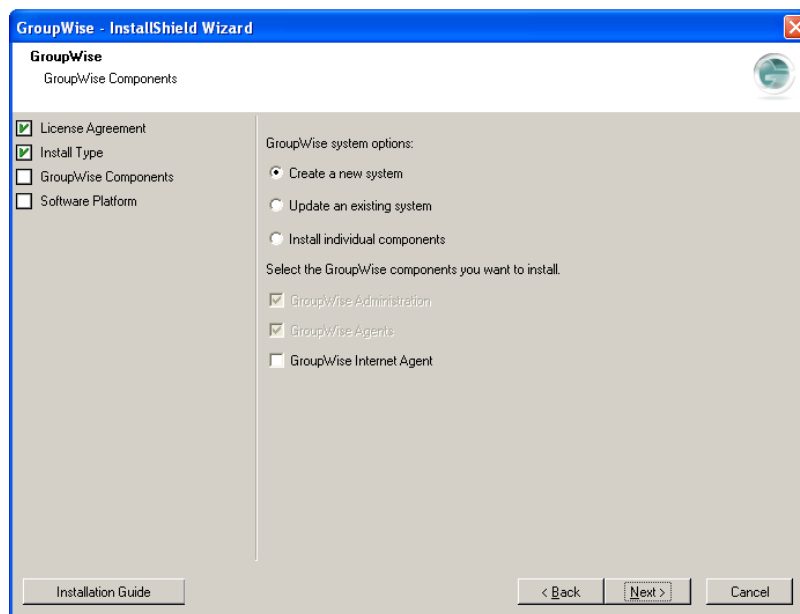 GroupWise - InstallShield Wizard
GroupWise
GroupWise Components
License Agreement
Install Type
GroupWise Components
Software Platform
GroupWise system options:
Create a new system
Update an existing system
Install individual components
Select the GroupWise components you want to install.
GroupWise Administration
GroupWise Agents
GroupWise Internet Agent
Installation Guide
< Back
Next >
Cancel